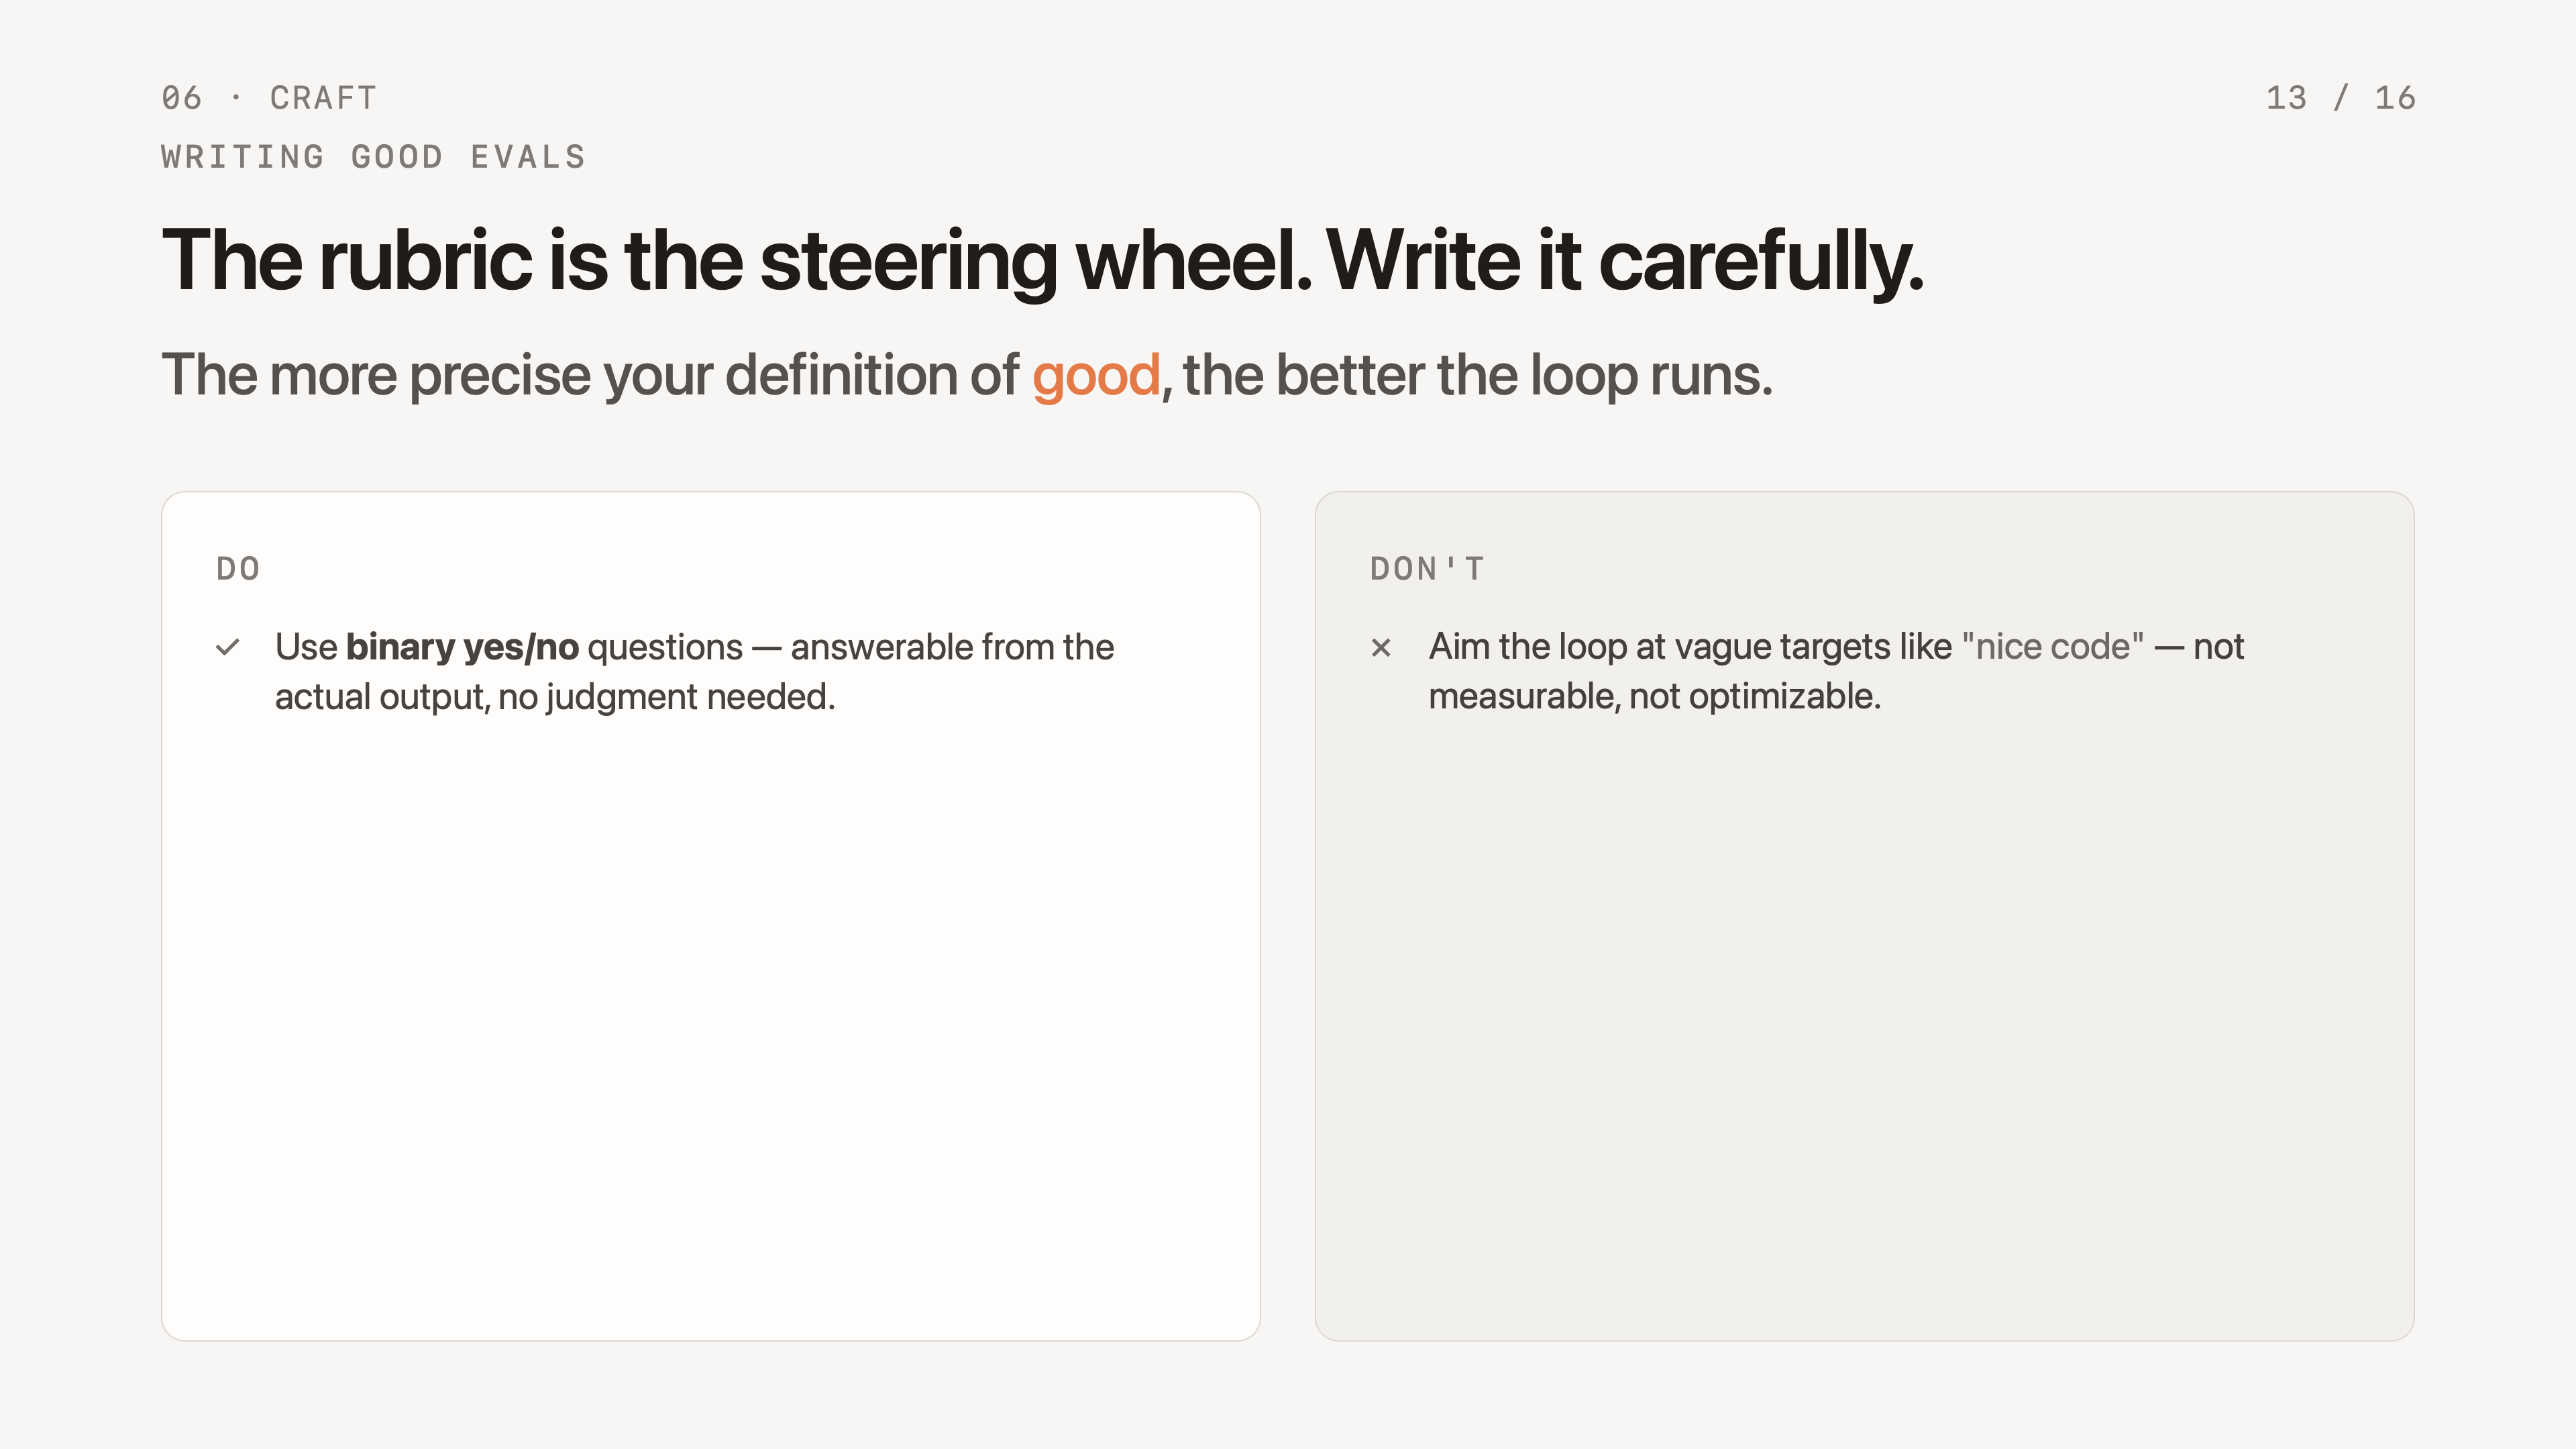 06 · CRAFT
13 / 16
WRITING GOOD EVALS
The rubric is the steering wheel. Write it carefully.
The more precise your definition of good, the better the loop runs.
DO
✓ Use binary yes/no questions — answerable from the
actual output, no judgment needed.
DON'T
✕ Aim the loop at vague targets like "nice code" — not
measurable, not optimizable.